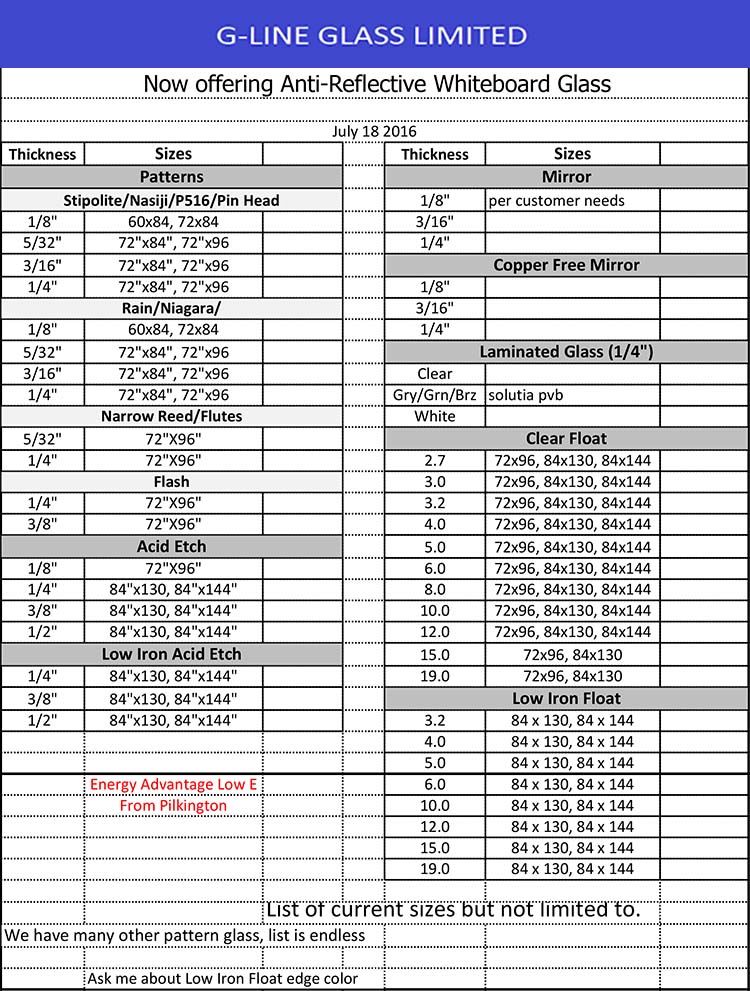 G-LINE GLASS LIMITED
Now offering Anti-Reflective Whiteboard Glass
July 18 2016
Thickness Sizes
Patterns
Stipolite/Nasiji/P516/Pin Head
1/8" 60x84, 72x84
5/32" 72"x84", 72"x96
3/16" 72"x84", 72"x96
1/4" 72"x84", 72"x96
Rain/Niagara/
1/8" 60x84, 72x84
5/32" 72"x84", 72"x96
3/16" 72"x84", 72"x96
1/4" 72"x84", 72"x96
Narrow Reed/Flutes
5/32" 72"X96"
1/4" 72"X96"
Flash
1/4" 72"X96"
3/8" 72"X96"
Acid Etch
1/8" 72"X96"
1/4" 84"x130, 84"x144"
3/8" 84"x130, 84"x144"
1/2" 84"x130, 84"x144"
Low Iron Acid Etch
1/4" 84"x130, 84"x144"
3/8" 84"x130, 84"x144"
1/2" 84"x130, 84"x144"
Energy Advantage Low E
From Pilkington
Thickness Sizes
Mirror
1/8" per customer needs
3/16"
1/4"
Copper Free Mirror
1/8"
3/16"
1/4"
Laminated Glass (1/4")
Clear
Gry/Grn/Brz solutia pvb
White
Clear Float
2.7 72x96, 84x130, 84x144
3.0 72x96, 84x130, 84x144
3.2 72x96, 84x130, 84x144
4.0 72x96, 84x130, 84x144
5.0 72x96, 84x130, 84x144
6.0 72x96, 84x130, 84x144
8.0 72x96, 84x130, 84x144
10.0 72x96, 84x130, 84x144
12.0 72x96, 84x130, 84x144
15.0 72x96, 84x130
19.0 72x96, 84x130
Low Iron Float
3.2 84 x 130, 84 x 144
4.0 84 x 130, 84 x 144
5.0 84 x 130, 84 x 144
6.0 84 x 130, 84 x 144
10.0 84 x 130, 84 x 144
12.0 84 x 130, 84 x 144
15.0 84 x 130, 84 x 144
19.0 84 x 130, 84 x 144
List of current sizes but not limited to.
We have many other pattern glass, list is endless
Ask me about Low Iron Float edge color